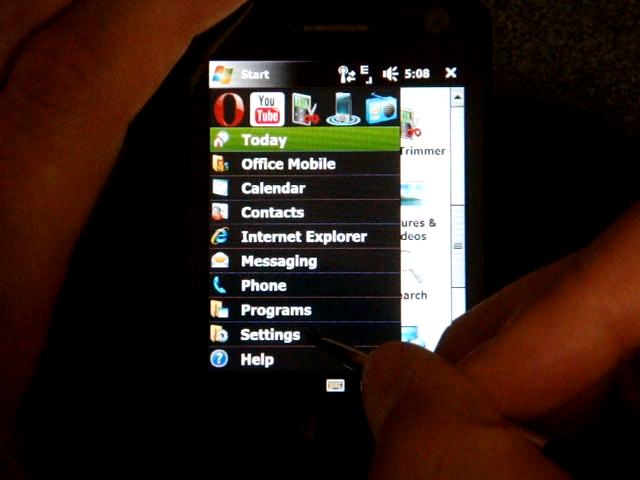 Start
E
5:08
You
Tube
Today
Trimmer
Office Mobile
Calendar
Contacts
ures &
deos
Internet Explorer
Messaging
Phone
arch
Programs
Settings
Help